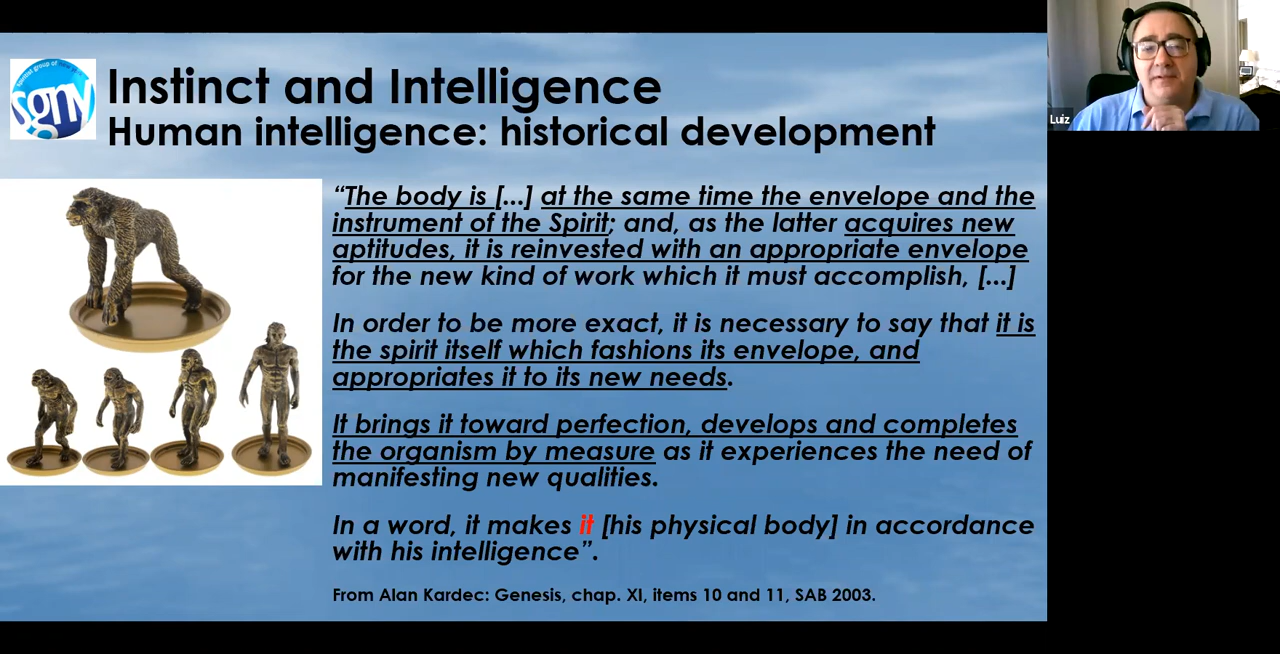 Instinct and Intelligence
Human intelligence: historical development
“The body is [...] at the same time the envelope and the
instrument of the Spirit; and, as the latter acquires new
aptitudes, it is reinvested with an appropriate envelope
for the new kind of work which it must accomplish, [...]
In order to be more exact, it is necessary to say that it is
the spirit itself which fashions its envelope, and
appropriates it to its new needs.
It brings it toward perfection, develops and completes
the organism by measure as it experiences the need of
manifesting new qualities.
In a word, it makes it [his physical body] in accordance
with his intelligence”.
From Alan Kardec: Genesis, chap. XI, items 10 and 11, SAB 2003.
sgny
Luiz